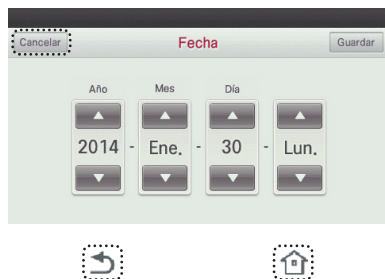 Cancelar Fecha Guardar
Año Mes Día
2014 - Ene. - 30 - Lun.